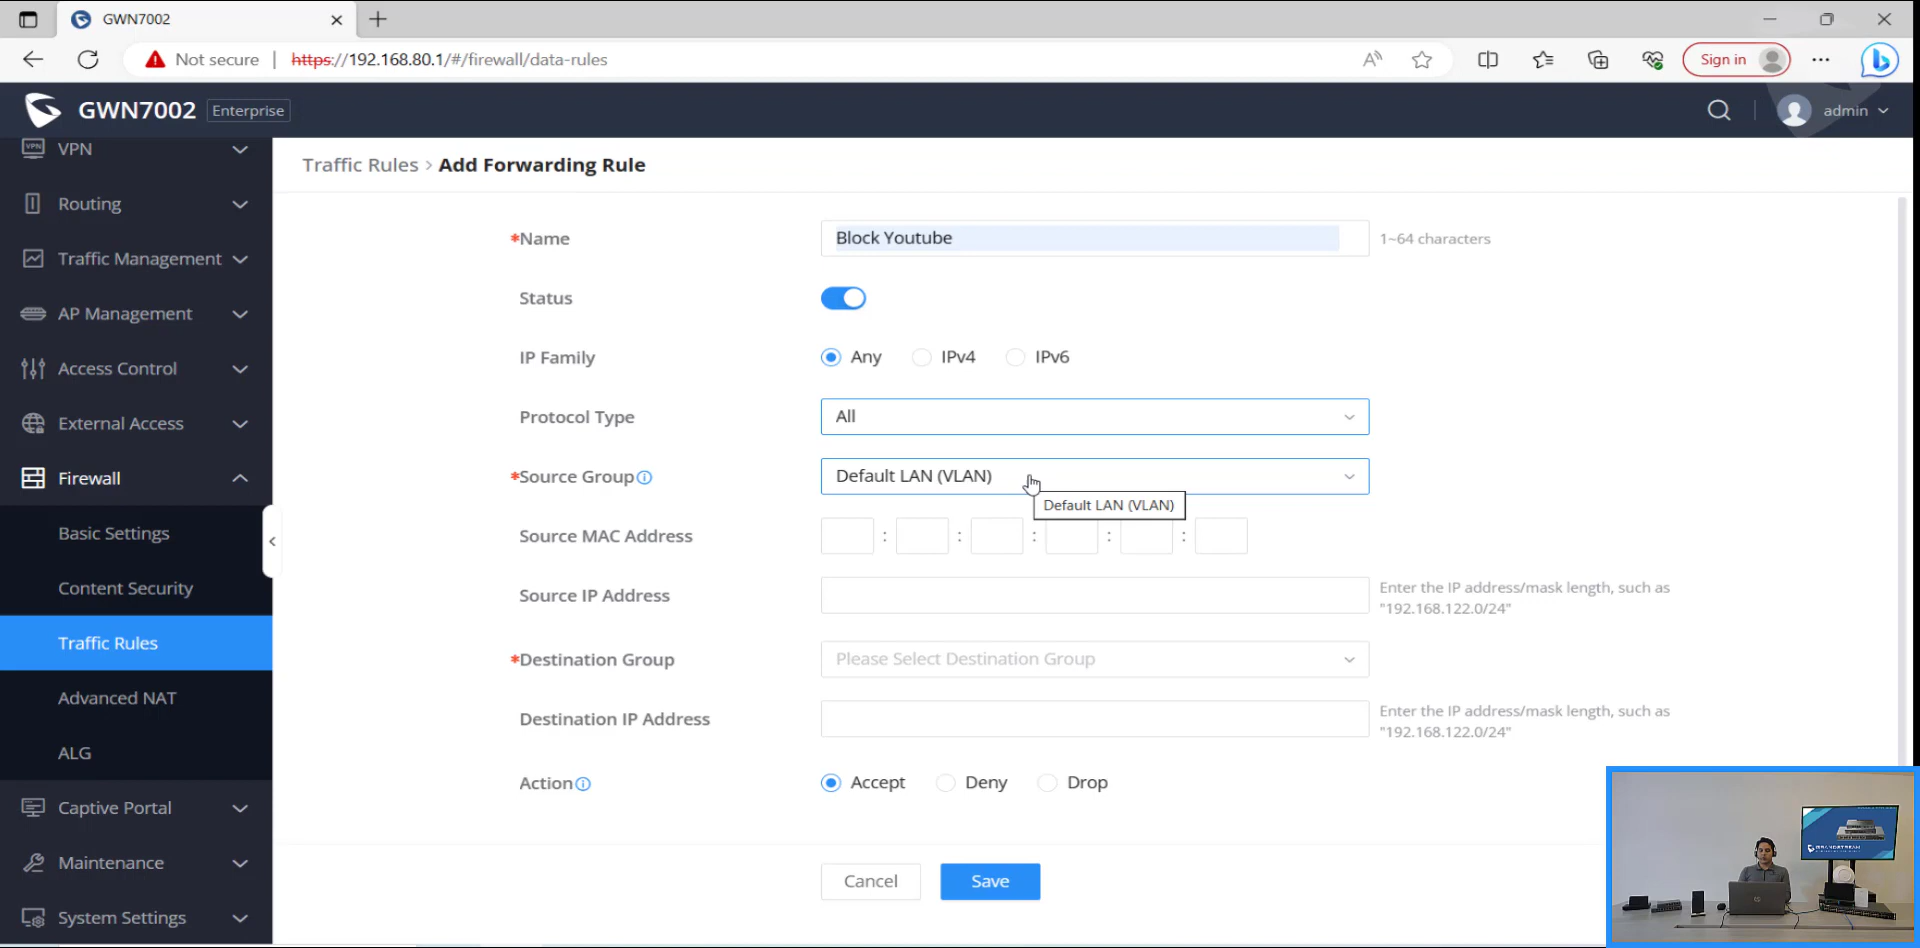 GWN7002
Not secure
https://192.168.80.1/#/firewall/data-rules
A
Sign in
GWN7002 Enterprise
admin
VPN
Routing
Traffic Management
AP Management
Access Control
External Access
Firewall
Basic Settings
Content Security
Traffic Rules
Advanced NAT
ALG
Captive Portal
Maintenance
System Settings
Traffic Rules > Add Forwarding Rule
*Name
Block Youtube
1~64 characters
Status
IP Family
Any IPv4 IPv6
Protocol Type
All
*Source Group
Default LAN (VLAN)
Default LAN (VLAN)
Source MAC Address
: : : : :
Source IP Address
Enter the IP address/mask length, such as
"192.168.122.0/24"
*Destination Group
Please Select Destination Group
Destination IP Address
Enter the IP address/mask length, such as
"192.168.122.0/24"
Action
Accept Deny Drop
Cancel Save
GRANDSTREAM